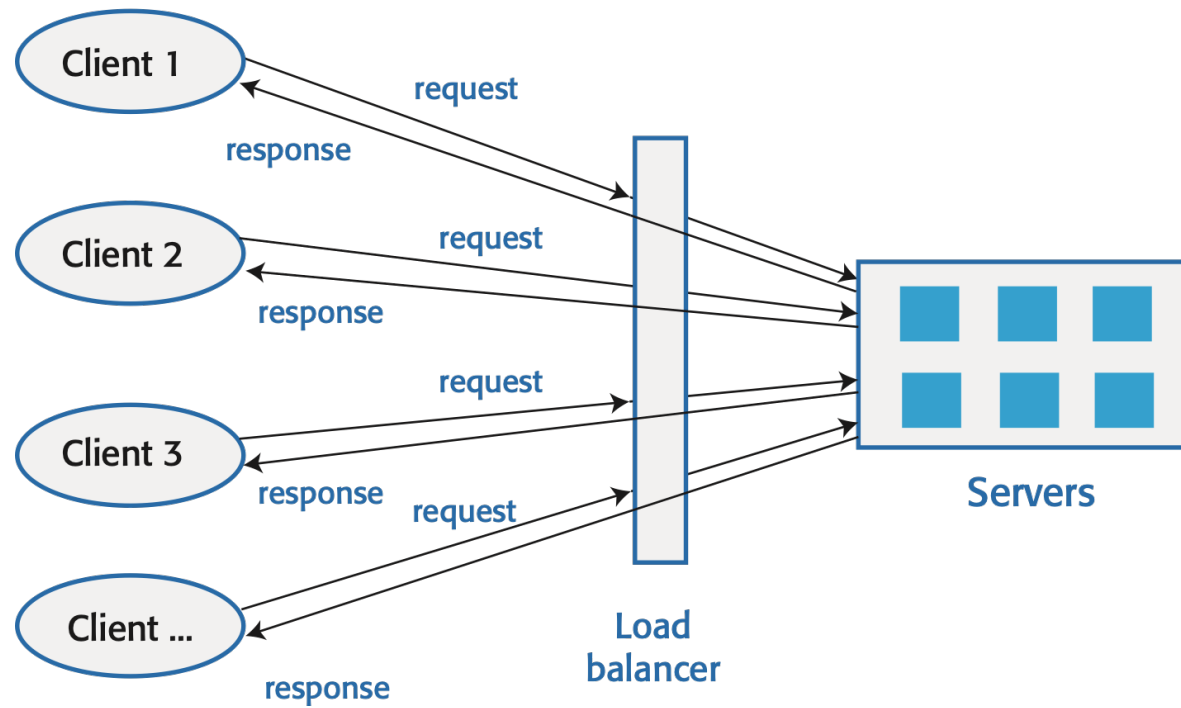 Client 1
request
response
Client 2
request
response
Client 3
request
response
Client ...
request
response
Load
balancer
Servers